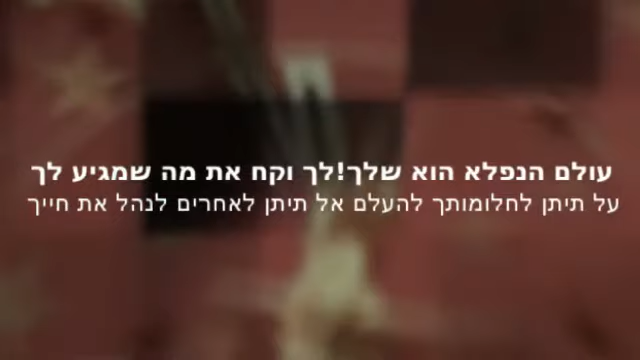 עולם הנפלא הוא שלך!לך וקח את מה שמגיע לך
על תיתן לחלומותך להעלם אל תיתן לאחרים לנהל את חייך